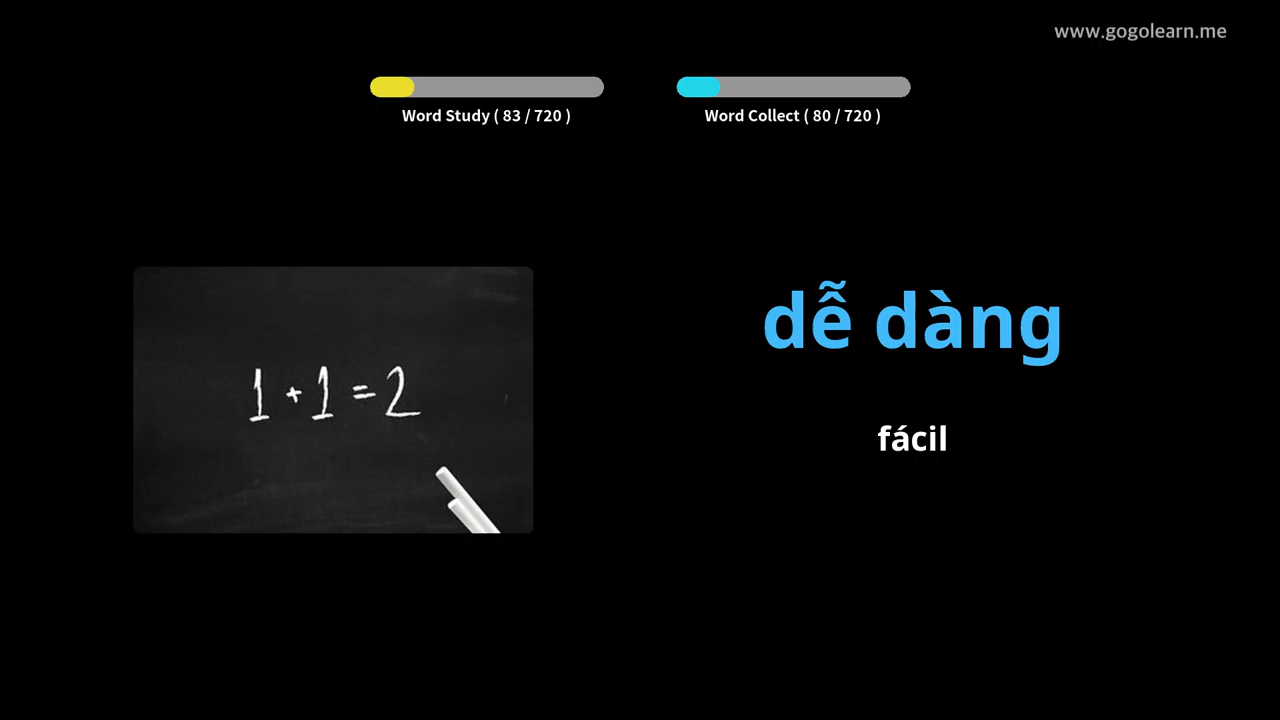 www.gogolearn.me
Word Study ( 83 / 720 )
Word Collect ( 80 / 720 )
1 + 1 = 2
dễ dàng
fácil